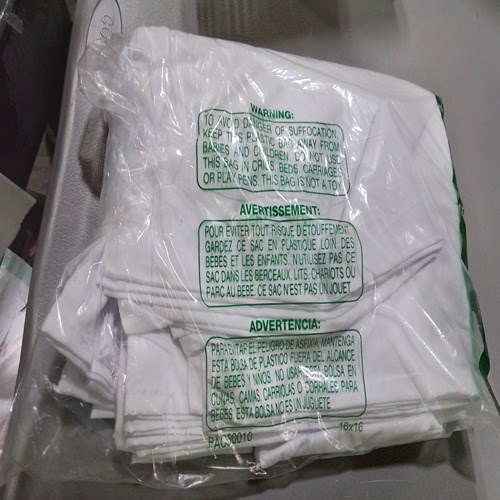 WARNING:
TO AVOID DANGER OF SUFFOCATION,
KEEP THIS PLASTIC BAG AWAY FROM
BABIES AND CHILDREN. DO NOT USE
THIS BAG IN CRIBS, BEDS, CARRIAGES
OR PLAY PENS. THIS BAG IS NOT A TOY.
AVERTISSEMENT:
POUR ÉVITER TOUT RISQUE D'ÉTOUFFEMENT,
GARDEZ CE SAC EN PLASTIQUE LOIN DES
BEBES ET LES ENFANTS. N'UTILISEZ PAS CE
SAC DANS LES BERCEAUX, LITS, CHARIOTS OU
PARC AU BEBE. CE SAC N'EST PAS UN JOUET.
ADVERTENCIA:
PARA EVITAR EL PELIGRO DE ASFIXIA, MANTENGA
ESTA BOLSA DE PLASTICO FUERA DEL ALCANCE
DE BEBES Y NIÑOS. NO USAR ESTA BOLSA EN
CUNAS, CAMAS, CARRIOLAS O CORRALES PARA
BEBES. ESTA BOLSA NO ES UN JUGUETE.
16x16